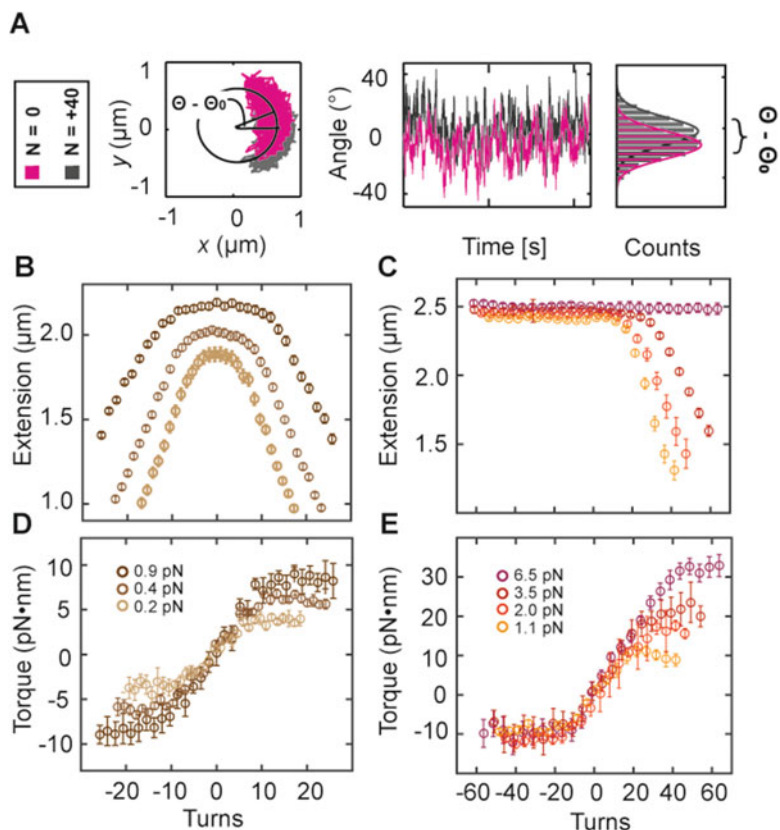 A
N = 0
N = +40
y (µm)
1
0
-1
Θ - Θ₀
-1
0
1
x (µm)
Angle (°)
40
0
-40
Time [s]
Counts
Θ - Θ₀
B
Extension (µm)
2.0
1.5
1.0
C
Extension (µm)
2.5
2.0
1.5
D
Torque (pN•nm)
10
5
0
-5
-10
0.9 pN
0.4 pN
0.2 pN
-20 -10 0 10 20
Turns
E
Torque (pN•nm)
30
20
10
0
-10
6.5 pN
3.5 pN
2.0 pN
1.1 pN
-60 -40 -20 0 20 40 60
Turns